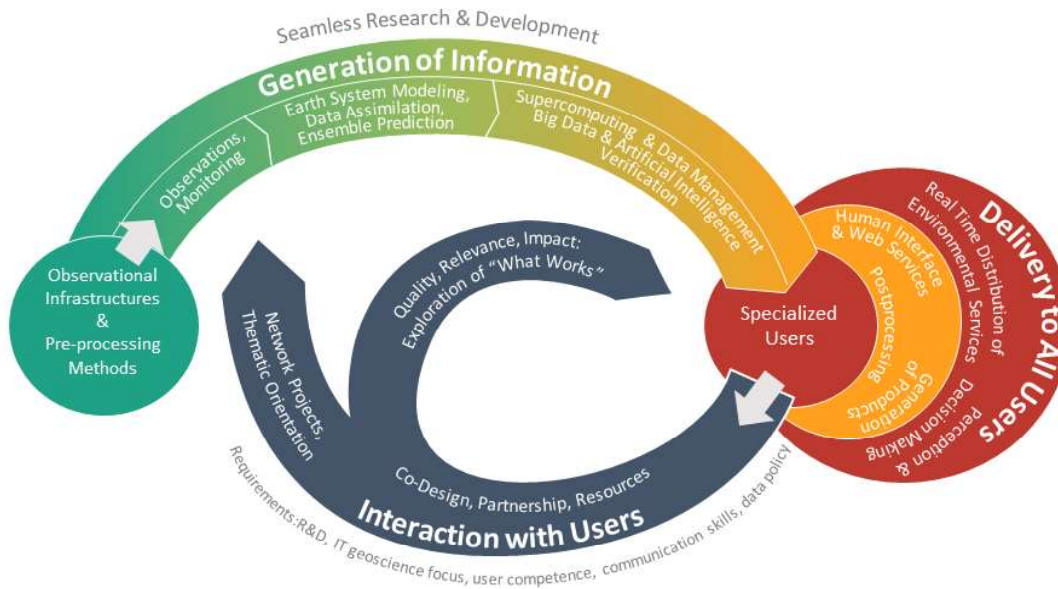 Seamless Research & Development
Generation of Information
Observations,
Monitoring
Earth System Modeling,
Data Assimilation,
Ensemble Prediction
Supercomputing & Data Management
Big Data & Artificial Intelligence
Verification
Observational
Infrastructures
&
Pre-processing
Methods
Quality, Relevance, Impact:
Exploration of “What Works”
Network Projects,
Thematic Orientation
Co-Design, Partnership, Resources
Interaction with Users
Requirements:R&D, IT geoscience focus, user competence, communication skills, data policy
Specialized
Users
Human Interface
& Web Services
Postprocessing
Generation
of Products
Real Time Distribution of
Environmental Services
Perception &
Decision Making
Delivery to All Users